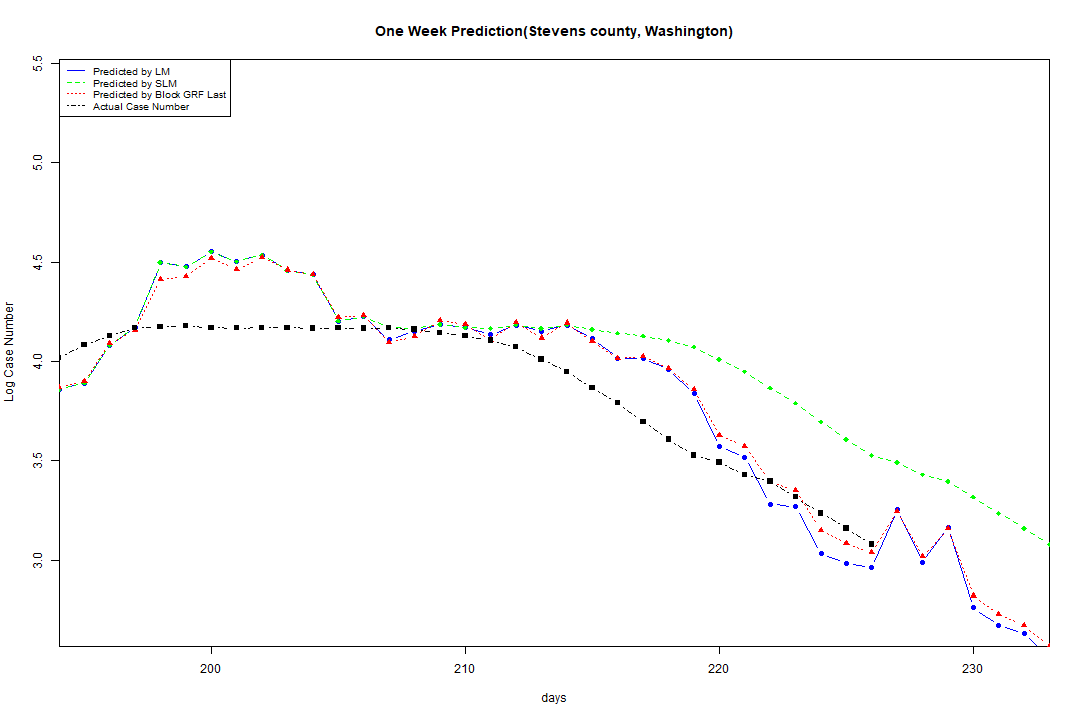 One Week Prediction(Stevens county, Washington)
Predicted by LM
Predicted by SLM
Predicted by Block GRF Last
Actual Case Number
5.5
5.0
4.5
4.0
3.5
3.0
Log Case Number
200
210
220
230
days